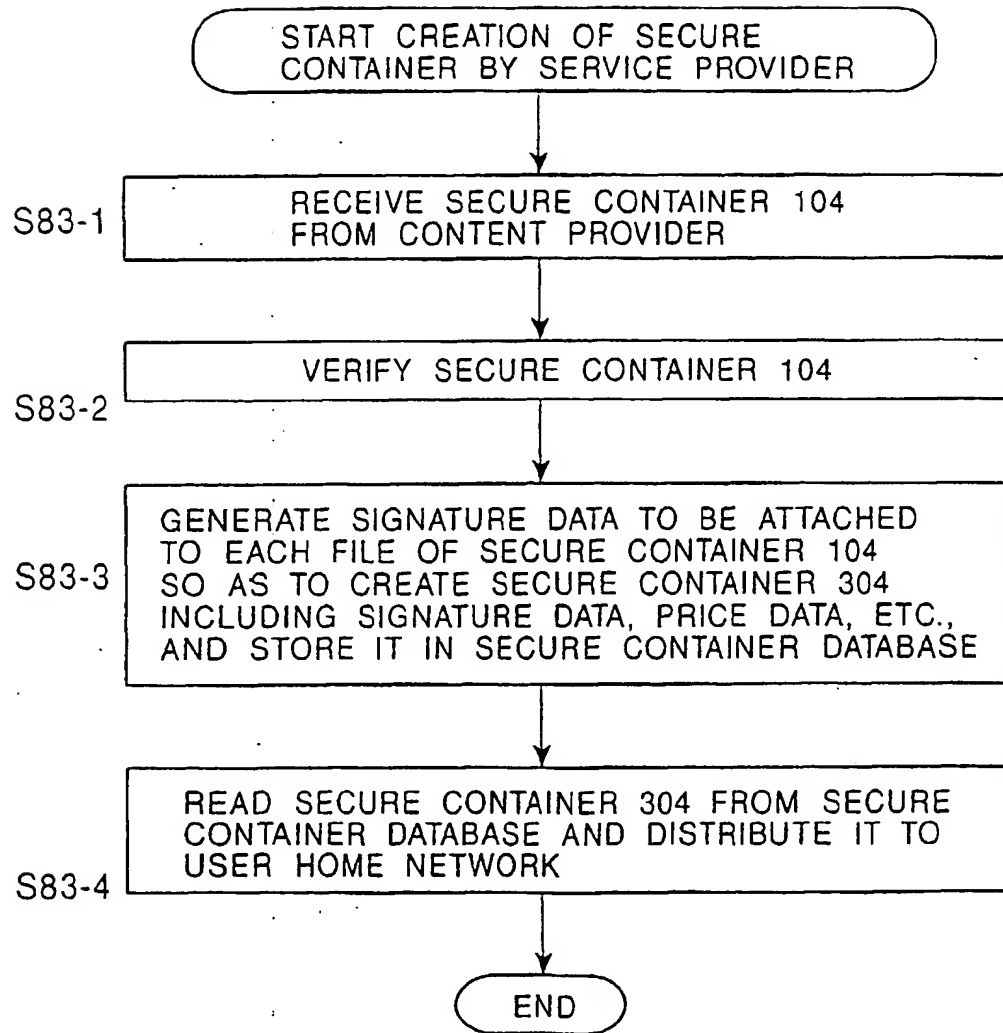 START CREATION OF SECURE
CONTAINER BY SERVICE PROVIDER
S83-1
RECEIVE SECURE CONTAINER 104
FROM CONTENT PROVIDER
VERIFY SECURE CONTAINER 104
S83-2
GENERATE SIGNATURE DATA TO BE ATTACHED
TO EACH FILE OF SECURE CONTAINER 104
S83-3
SO AS TO CREATE SECURE CONTAINER 304
INCLUDING SIGNATURE DATA, PRICE DATA, ETC.,
AND STORE IT IN SECURE CONTAINER DATABASE
READ SECURE CONTAINER 304 FROM SECURE
CONTAINER DATABASE AND DISTRIBUTE IT TO
USER HOME NETWORK
S83-4
END